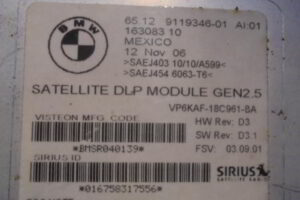 BMW
65 12 9119346-01 AI:01
163083 10
MEXICO
12 Nov 06
>SAEJ403 10/10/A599<
>SAEJ454 6063-T6<
SATELLITE DLP MODULE GEN2.5
VP6KAF-18C961-BA
VISTEON MFG. CODE
HW Rev: D3
SW Rev: D3.1
*BMSR040139*
FSV: 03.09.01
SIRIUS ID
SIRIUS
*016758317556*